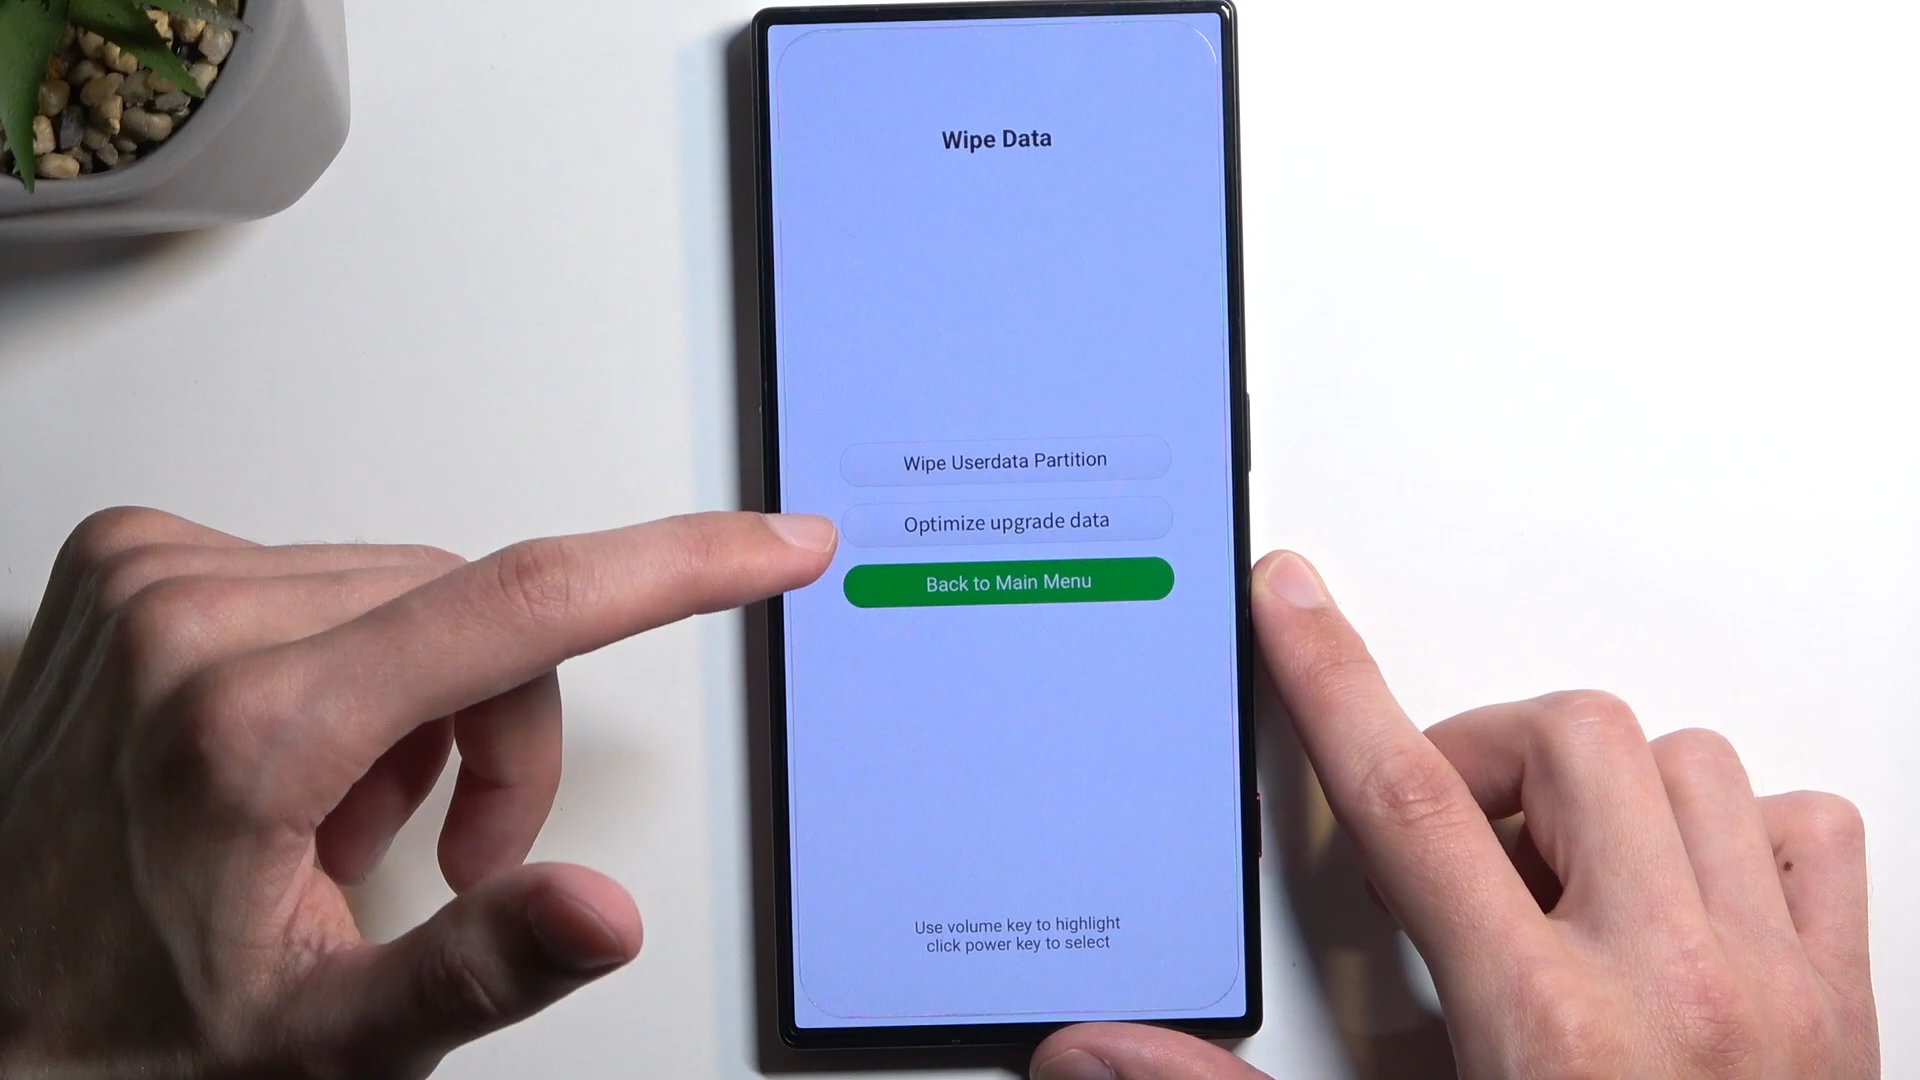 Wipe Data
Wipe Userdata Partition
Optimize upgrade data
Back to Main Menu
Use volume key to highlight
click power key to select